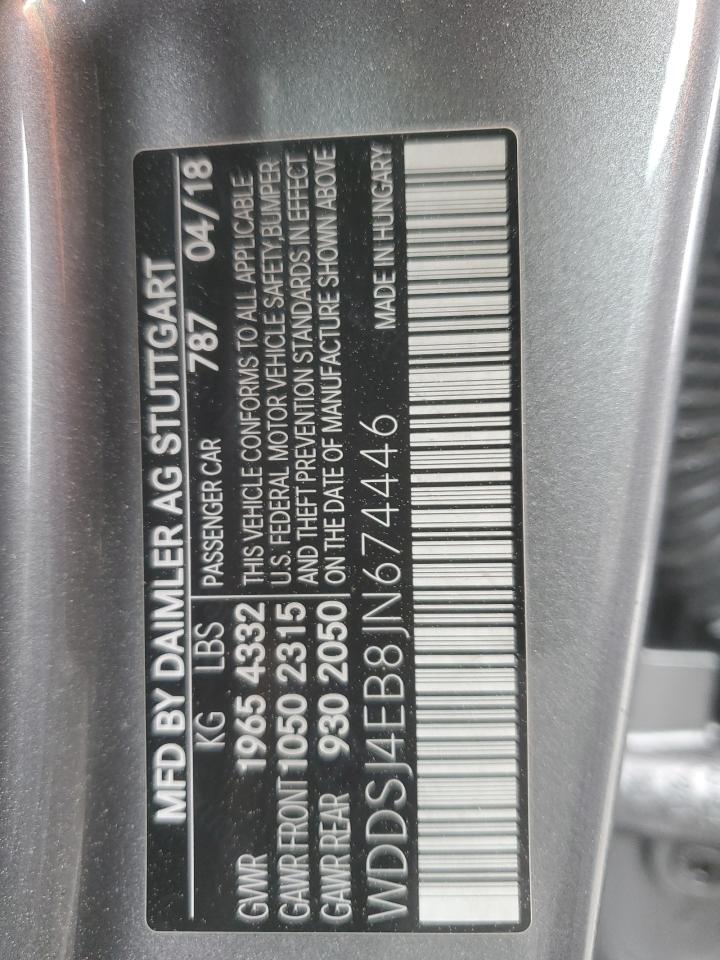 MFD BY DAIMLER AG STUTTGART
KG LBS PASSENGER CAR 787 04/18
GVWR 1965 4332 THIS VEHICLE CONFORMS TO ALL APPLICABLE
U.S. FEDERAL MOTOR VEHICLE SAFETY,BUMPER
GAWR FRONT 1050 2315 AND THEFT PREVENTION STANDARDS IN EFFECT
GAWR REAR 930 2050 ON THE DATE OF MANUFACTURE SHOWN ABOVE
WDDSJ4EB8JN674446 MADE IN HUNGARY